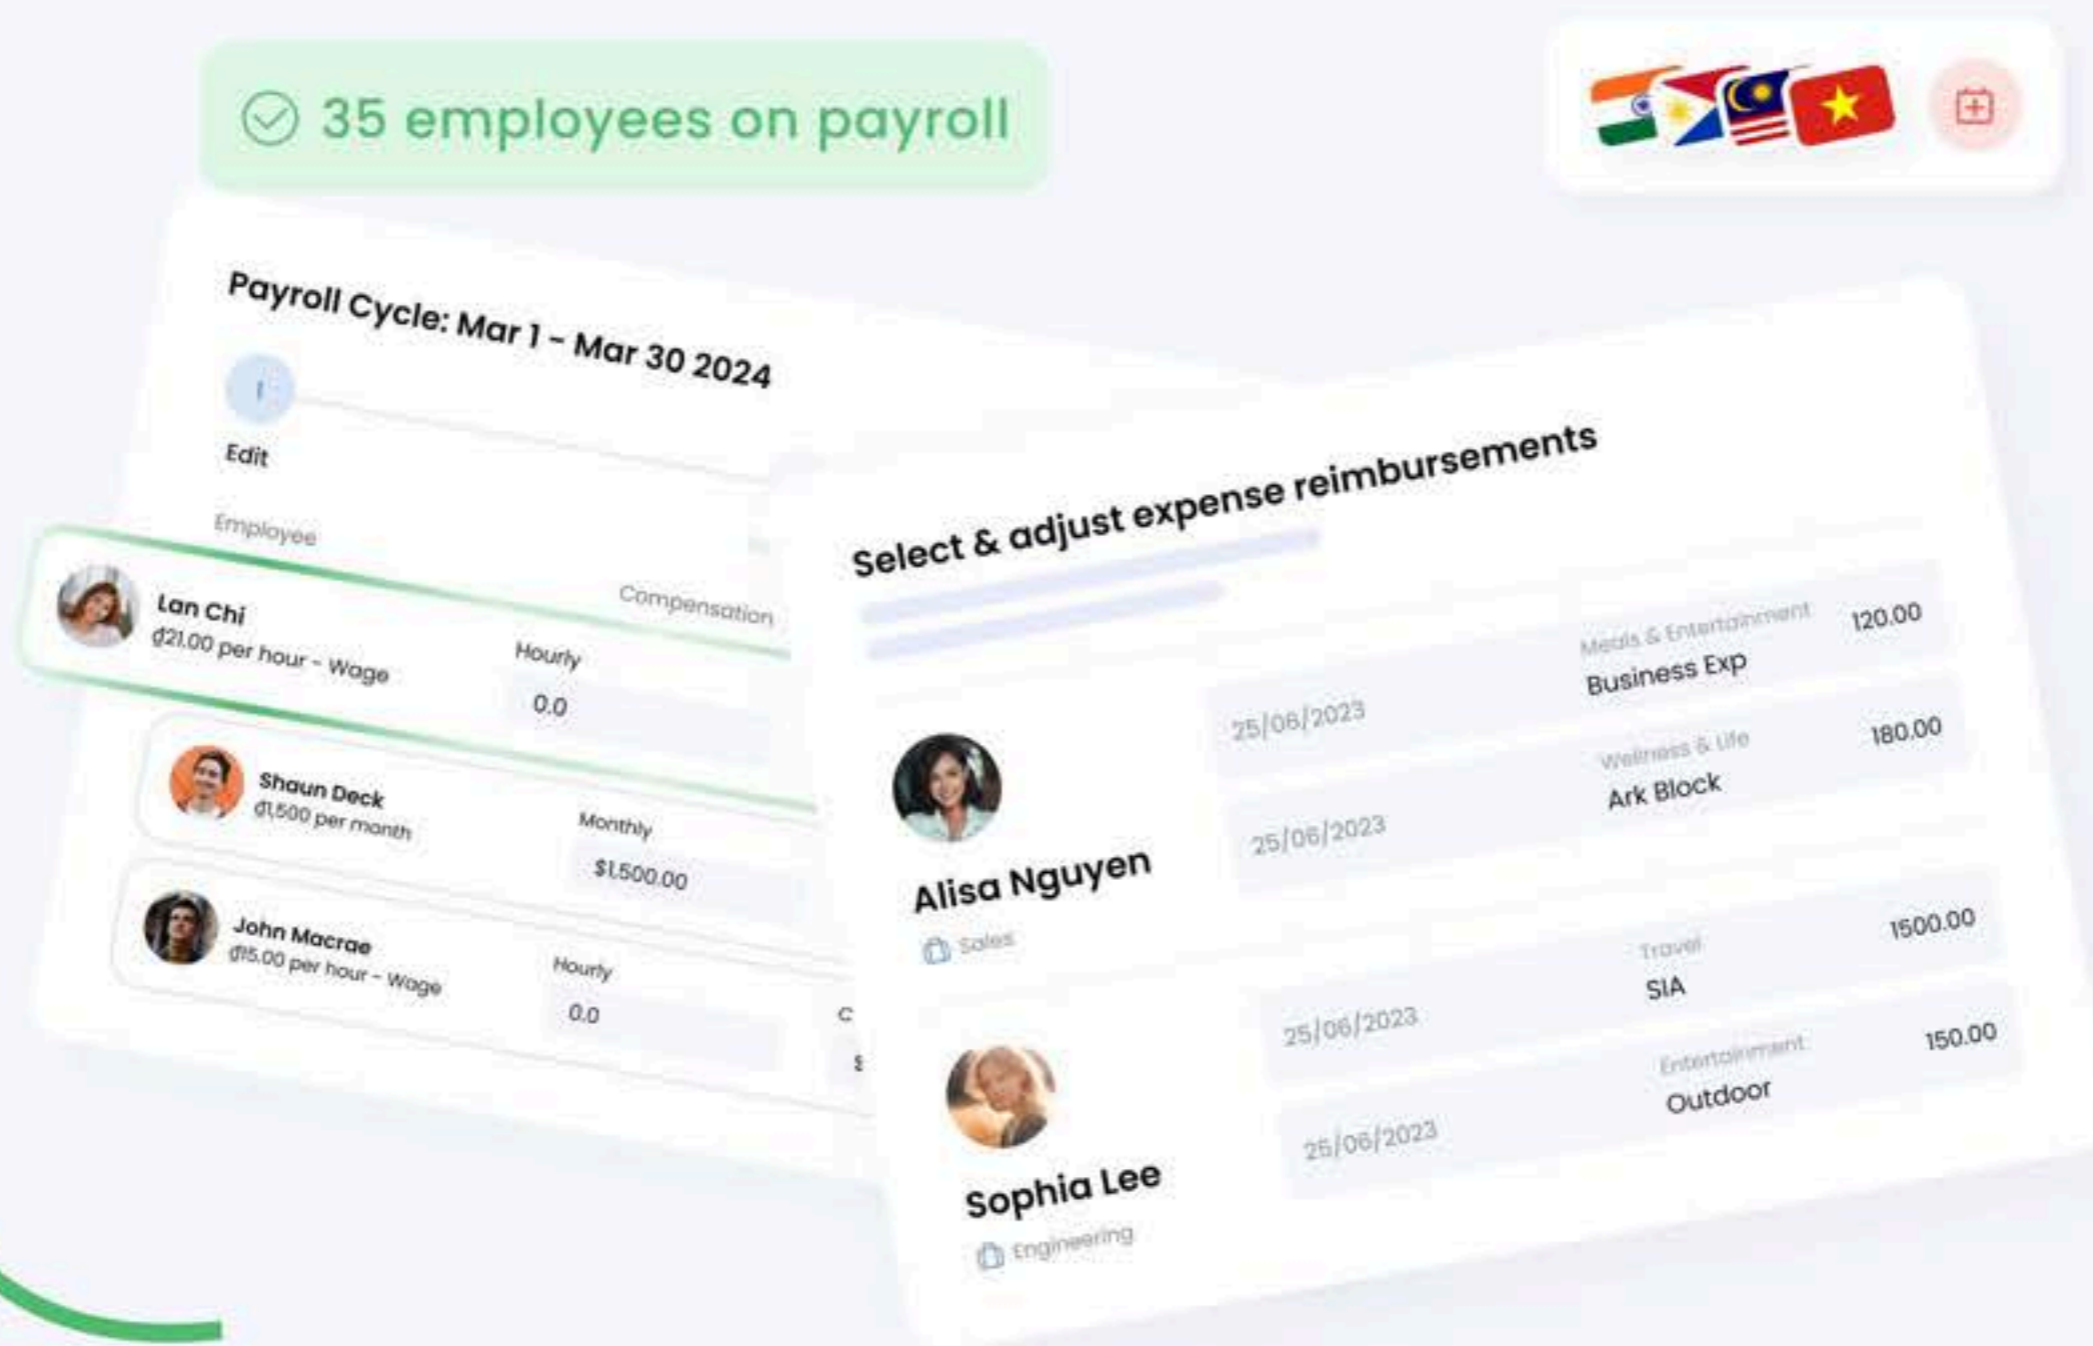 35 employees on payroll
Payroll Cycle: Mar 1 - Mar 30 2024
1
Edit
Employee
Compensation
Lan Chi
₫21.00 per hour - Wage
Hourly
0.0
Shaun Deck
₫1,500 per month
Monthly
$1,500.00
John Macrae
₫15.00 per hour - Wage
Hourly
0.0
C
$
Select & adjust expense reimbursements
Alisa Nguyen
Sales
25/06/2023
Meals & Entertainment
Business Exp
120.00
25/06/2023
Wellness & Life
Ark Block
180.00
Sophia Lee
Engineering
25/06/2023
Travel
SIA
1500.00
25/06/2023
Entertainment
Outdoor
150.00